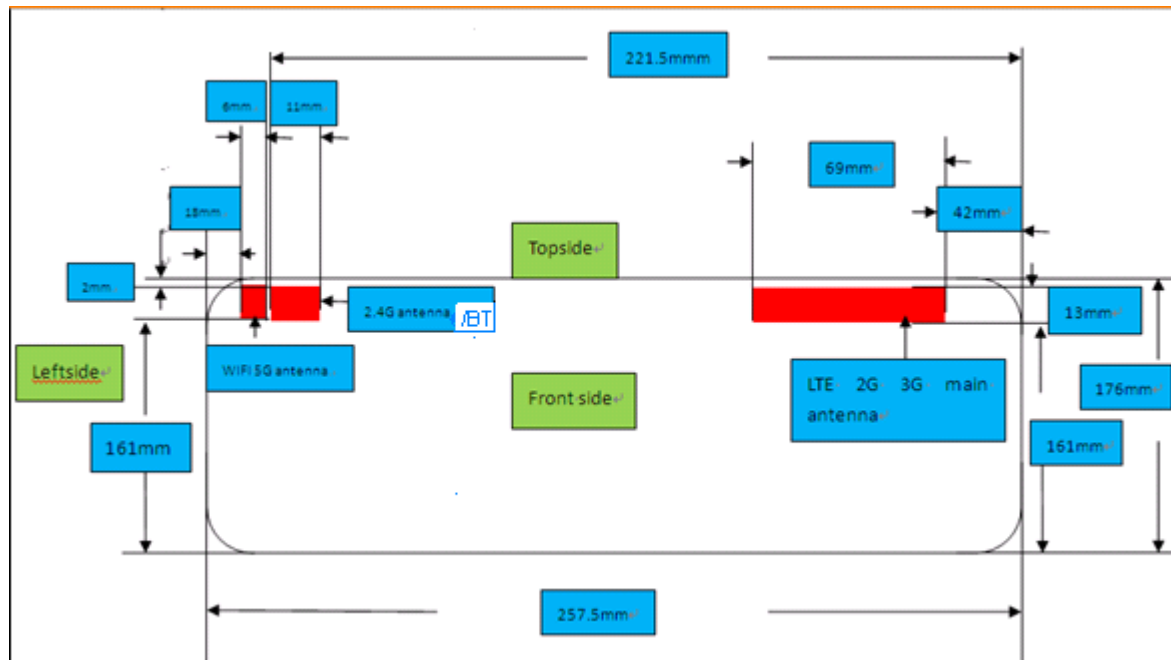 221.5mmm
6mm
11mm
69mm
18mm
42mm
Topside
2mm
2.4G antenna
/BT
13mm
Leftside
WIFI 5G antenna
Front side
LTE 2G 3G main
antenna
176mm
161mm
161mm
257.5mm